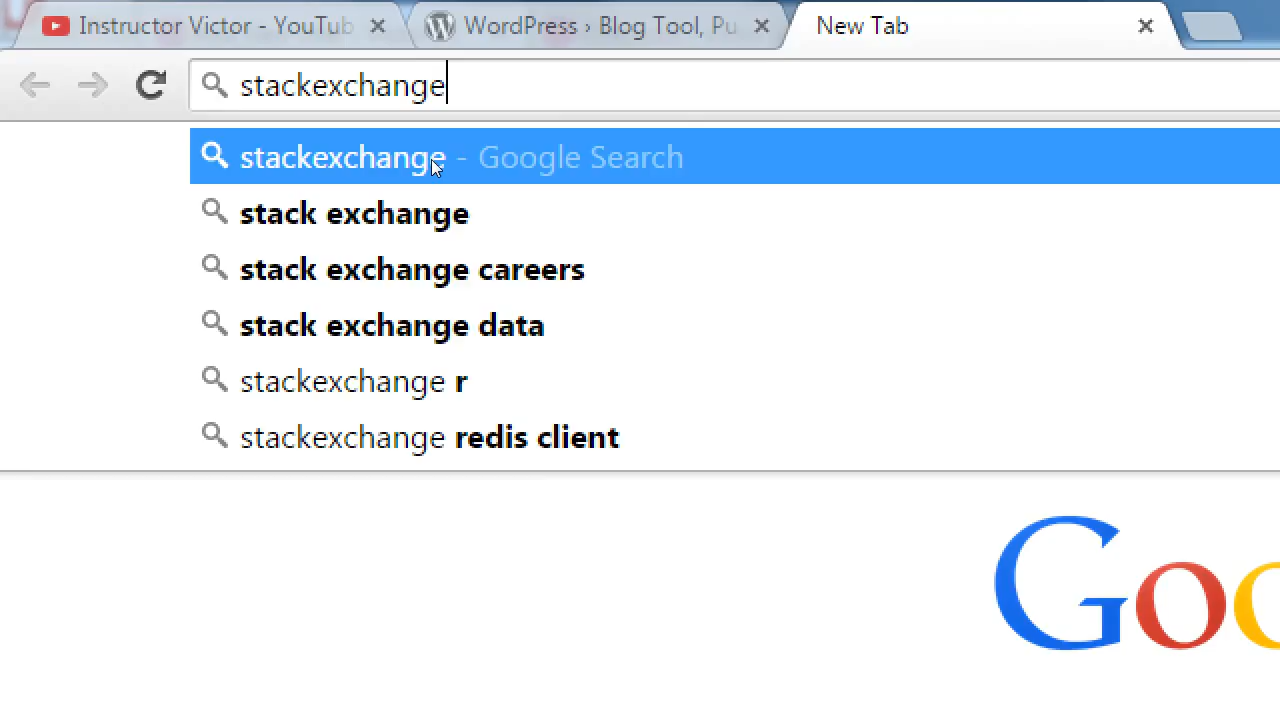 Instructor Victor - YouTub
WordPress › Blog Tool, Pu
New Tab
stackexchange
stackexchange - Google Search
stack exchange
stack exchange careers
stack exchange data
stackexchange r
stackexchange redis client
Goo